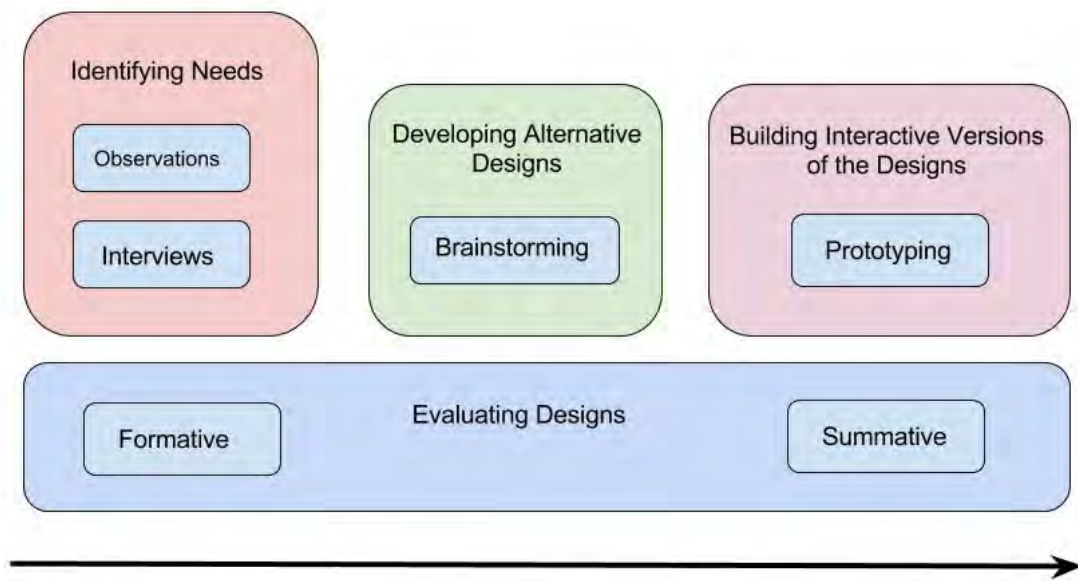 Identifying Needs
Observations
Interviews
Developing Alternative
Designs
Brainstorming
Building Interactive Versions
of the Designs
Prototyping
Evaluating Designs
Formative
Summative